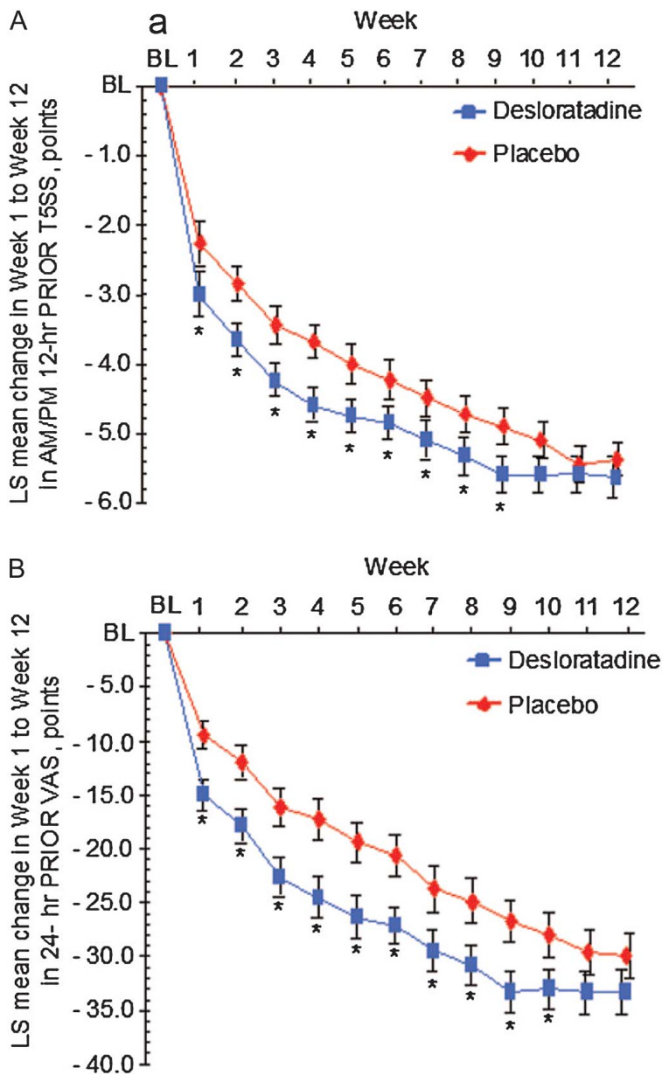 A
a
Week
BL 1 2 3 4 5 6 7 8 9 10 11 12
BL
- 1.0
- 2.0
- 3.0
- 4.0
- 5.0
- 6.0
LS mean change in Week 1 to Week 12
in AM/PM 12-hr PRIOR T5SS, points
Desloratadine
Placebo
* * * * * * * * *
B
Week
BL 1 2 3 4 5 6 7 8 9 10 11 12
BL
- 5.0
-10.0
-15.0
-20.0
-25.0
-30.0
-35.0
-40.0
LS mean change in Week 1 to Week 12
in 24- hr PRIOR VAS, points
Desloratadine
Placebo
* * * * * * * * * *